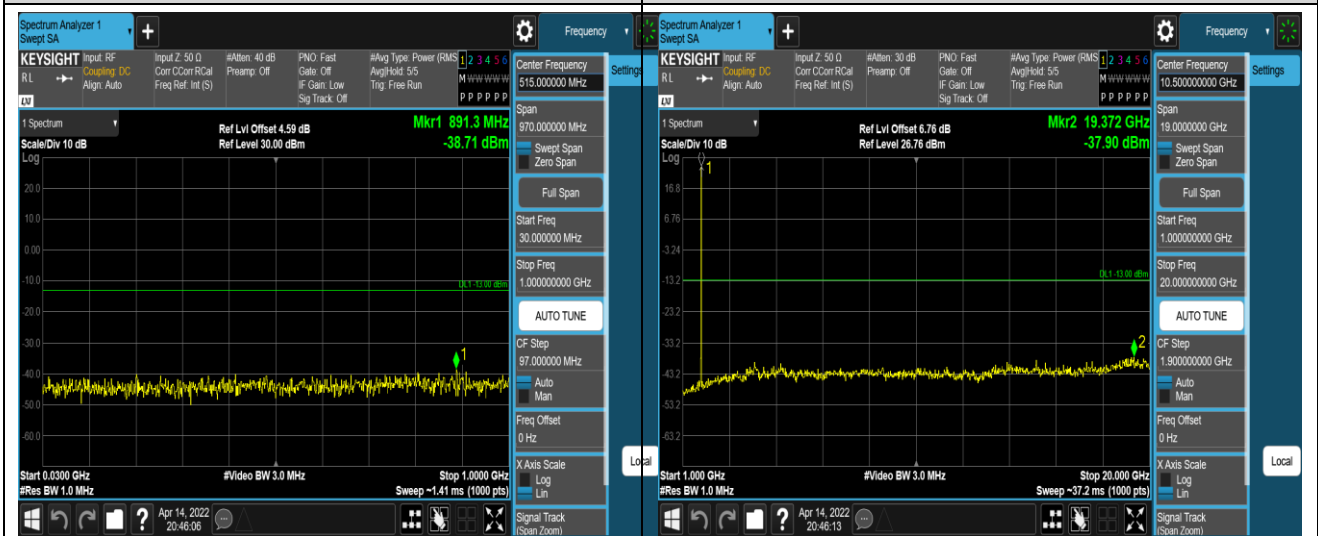 Spectrum Analyzer 1
Swept SA
+
Frequency
KEYSIGHT
RL
Input: RF
Coupling: DC
Align: Auto
Input Z: 50 Ω
Corr CCorr RCal
Freq Ref: Int (S)
#Atten: 40 dB
Preamp: Off
PNO: Fast
Gate: Off
IF Gain: Low
Sig Track: Off
#Avg Type: Power (RMS
Avg|Hold: 5/5
Trig: Free Run
1 2 3 4 5 6
M W W W W W
P P P P P P
LXI
Center Frequency
515.000000 MHz
Settings
Span
970.000000 MHz
Swept Span
Zero Span
Full Span
Start Freq
30.000000 MHz
Stop Freq
1.000000000 GHz
AUTO TUNE
CF Step
97.000000 MHz
Auto
Man
Freq Offset
0 Hz
X Axis Scale
Log
Lin
Local
Signal Track
(Span Zoom)
1 Spectrum
Scale/Div 10 dB
Log
Ref Lvl Offset 4.59 dB
Ref Level 30.00 dBm
Mkr1 891.3 MHz
-38.71 dBm
20.0
10.0
0.00
-10.0
DL1 -13.00 dBm
-20.0
-30.0
1
-40.0
-50.0
-60.0
Start 0.0300 GHz
#Res BW 1.0 MHz
#Video BW 3.0 MHz
Stop 1.0000 GHz
Sweep ~1.41 ms (1000 pts)
?
Apr 14, 2022
20:46:06
Spectrum Analyzer 1
Swept SA
+
Frequency
KEYSIGHT
RL
Input: RF
Coupling: DC
Align: Auto
Input Z: 50 Ω
Corr CCorr RCal
Freq Ref: Int (S)
#Atten: 30 dB
Preamp: Off
PNO: Fast
Gate: Off
IF Gain: Low
Sig Track: Off
#Avg Type: Power (RMS
Avg|Hold: 5/5
Trig: Free Run
1 2 3 4 5 6
M W W W W W
P P P P P P
LXI
Center Frequency
10.500000000 GHz
Settings
Span
19.0000000 GHz
Swept Span
Zero Span
Full Span
Start Freq
1.000000000 GHz
Stop Freq
20.000000000 GHz
AUTO TUNE
CF Step
1.900000000 GHz
Auto
Man
Freq Offset
0 Hz
X Axis Scale
Log
Lin
Local
Signal Track
(Span Zoom)
1 Spectrum
Scale/Div 10 dB
Log
Ref Lvl Offset 6.76 dB
Ref Level 26.76 dBm
Mkr2 19.372 GHz
-37.90 dBm
1
16.8
6.76
-3.24
-13.2
DL1 -13.00 dBm
-23.2
-33.2
2
-43.2
-53.2
-63.2
Start 1.000 GHz
#Res BW 1.0 MHz
#Video BW 3.0 MHz
Stop 20.000 GHz
Sweep ~37.2 ms (1000 pts)
?
Apr 14, 2022
20:46:13